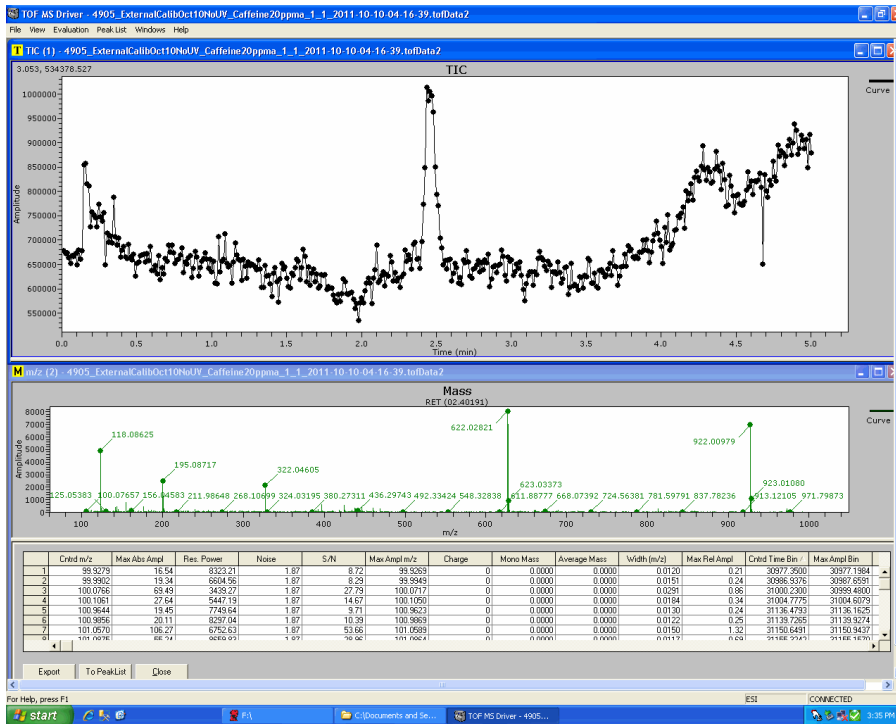 TOF MS Driver - 4905_ExternalCalibOct10NoUV_Caffeine20ppma_1_1_2011-10-10-04-16-39.tofData2
File View Evaluation Peak List Windows Help
T TIC (1) - 4905_ExternalCalibOct10NoUV_Caffeine20ppma_1_1_2011-10-10-04-16-39.tofData2
3.053, 534378.527
TIC
Curve
1000000
950000
900000
850000
800000
750000
700000
650000
600000
550000
Amplitude
0.0 0.5 1.0 1.5 2.0 2.5 3.0 3.5 4.0 4.5 5.0
Time (min)
M m/z (2) - 4905_ExternalCalibOct10NoUV_Caffeine20ppma_1_1_2011-10-10-04-16-39.tofData2
Mass
RET (02.40191)
Curve
8000
7000
6000
5000
4000
3000
2000
1000
0
Amplitude
118.08625
195.08717
322.04605
622.02821
922.00979
623.03373
923.01080
125.05383 100.07657 156.04583 211.98648 268.10699 324.03195 380.27311 436.29743 492.33424 548.32838 611.88777 668.07392 724.56381 781.59791 837.78236 913.12105 971.79873
100 200 300 400 500 600 700 800 900 1000
m/z
Cntrd m/z Max Abs Ampl Res. Power Noise S/N Max Ampl m/z Charge Mono Mass Average Mass Width (m/z) Max Rel Ampl Cntrd Time Bin / Max Ampl Bin
1 99.9279 16.54 8323.21 1.87 8.72 99.9269 0 0.0000 0.0000 0.0120 0.21 30977.3500 30977.1984
2 99.9902 19.34 6604.56 1.87 8.29 99.9949 0 0.0000 0.0000 0.0151 0.24 30986.9376 30987.6591
3 100.0766 69.49 3439.27 1.87 27.79 100.0717 0 0.0000 0.0000 0.0291 0.86 31000.2300 30999.4800
4 100.1061 27.64 5447.19 1.87 14.67 100.1050 0 0.0000 0.0000 0.0184 0.34 31004.7775 31004.6079
5 100.9644 19.45 7749.64 1.87 9.71 100.9623 0 0.0000 0.0000 0.0130 0.24 31136.4793 31136.1625
6 100.9856 20.11 8297.04 1.87 10.39 100.9869 0 0.0000 0.0000 0.0122 0.25 31139.7265 31139.9274
7 101.0570 106.27 6752.63 1.87 53.66 101.0589 0 0.0000 0.0000 0.0150 1.32 31150.6491 31150.9437
Export To PeakList Close
For Help, press F1
ESI CONNECTED
start
F:\
C:\Documents and Se...
TOF MS Driver - 4905...
3:35 PM